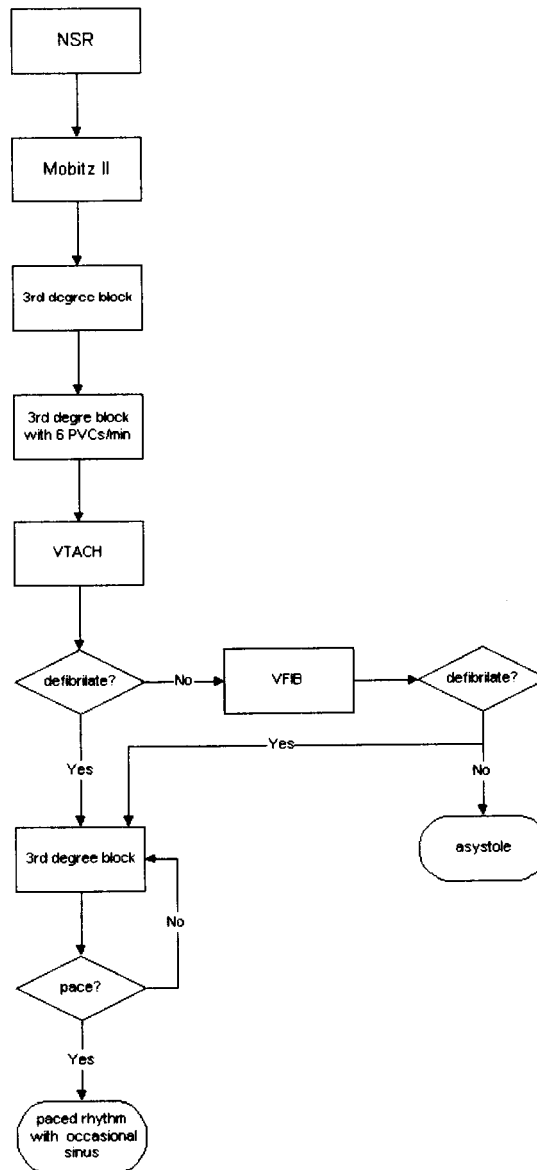 NSR
Mobitz II
3rd degree block
3rd degre block
with 6 PVCs/min
VTACH
defibrilate?
No
VFIB
defibrilate?
Yes
Yes
No
3rd degree block
asystole
No
pace?
Yes
paced rhythm
with occasional
sinus